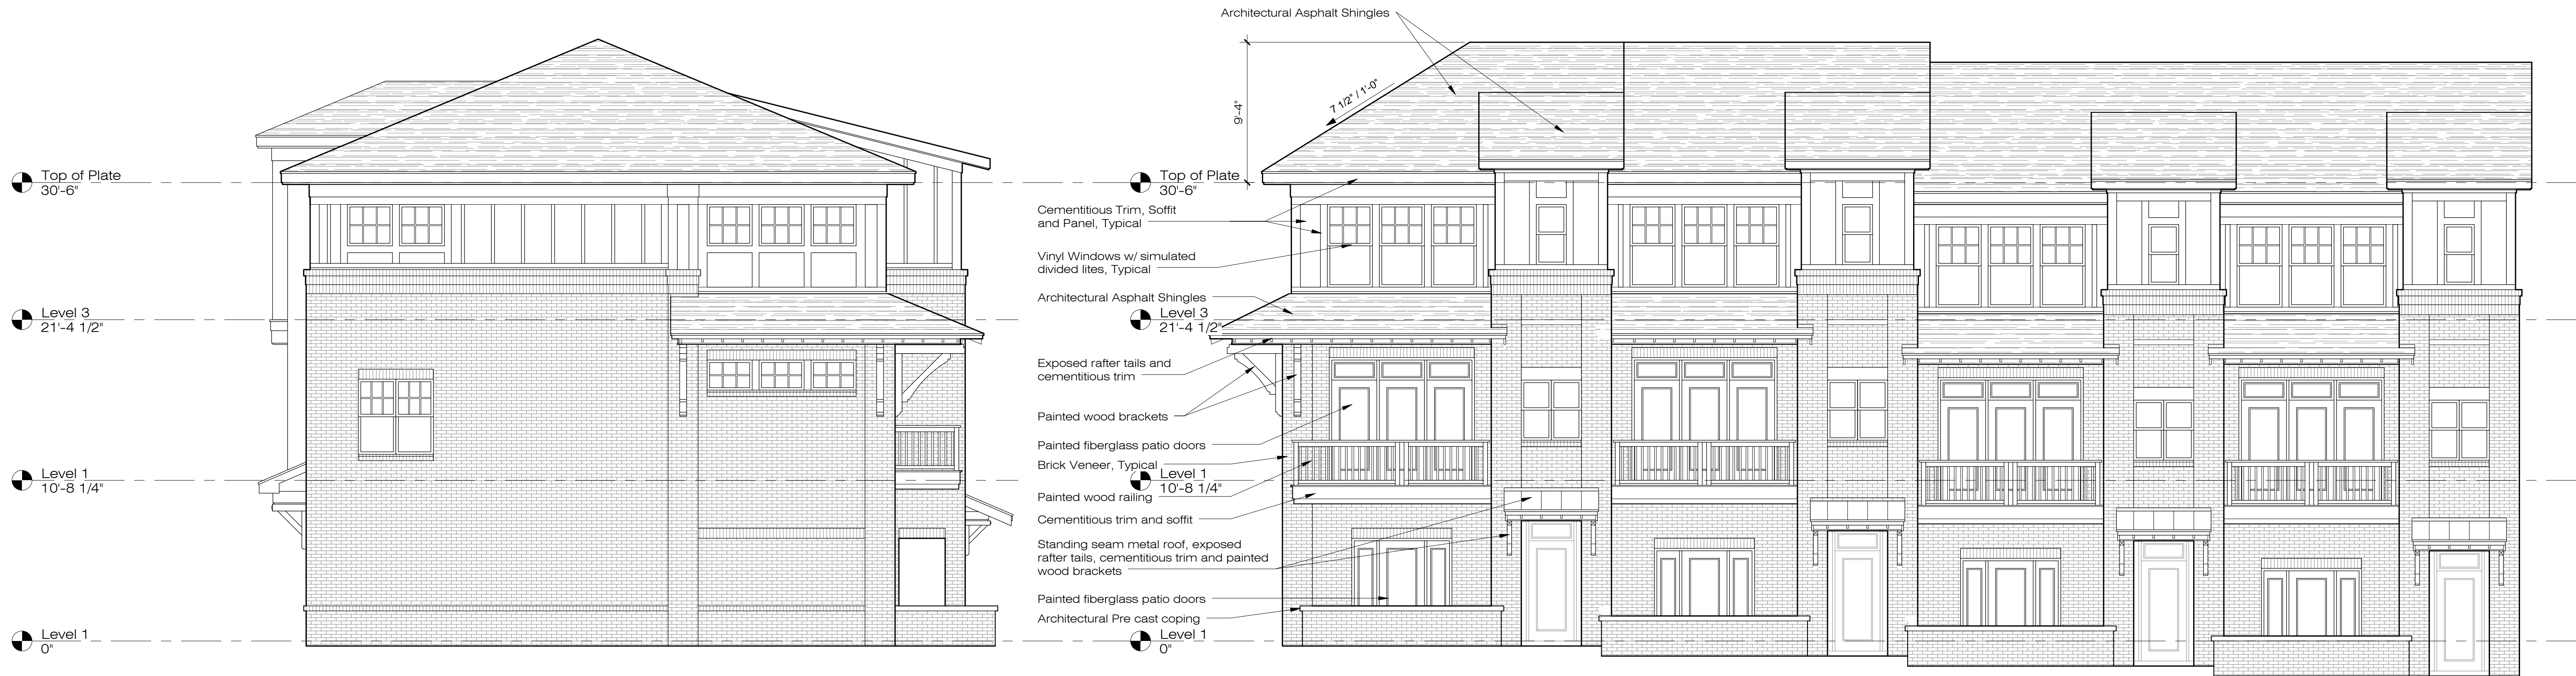 Architectural Asphalt Shingles
7 1/2" / 1'-0"
9'-4"
Top of Plate
30'-6"
Level 3
21'-4 1/2"
Level 1
10'-8 1/4"
Level 1
0"
Top of Plate
30'-6"
Cementitious Trim, Soffit
and Panel, Typical
Vinyl Windows w/ simulated
divided lites, Typical
Architectural Asphalt Shingles
Level 3
21'-4 1/2"
Exposed rafter tails and
cementitious trim
Painted wood brackets
Painted fiberglass patio doors
Brick Veneer, Typical
Level 1
10'-8 1/4"
Painted wood railing
Cementitious trim and soffit
Standing seam metal roof, exposed
rafter tails, cementitious trim and painted
wood brackets
Painted fiberglass patio doors
Architectural Pre cast coping
Level 1
0"